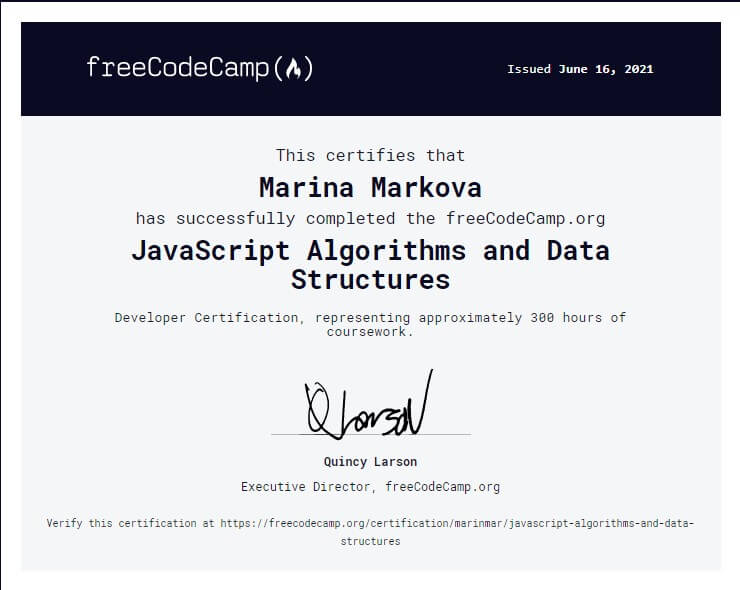 freeCodeCamp(🔥)
Issued June 16, 2021
This certifies that
Marina Markova
has successfully completed the freeCodeCamp.org
JavaScript Algorithms and Data
Structures
Developer Certification, representing approximately 300 hours of
coursework.
Q Larson
Quincy Larson
Executive Director, freeCodeCamp.org
Verify this certification at https://freecodecamp.org/certification/marinmar/javascript-algorithms-and-data-
structures